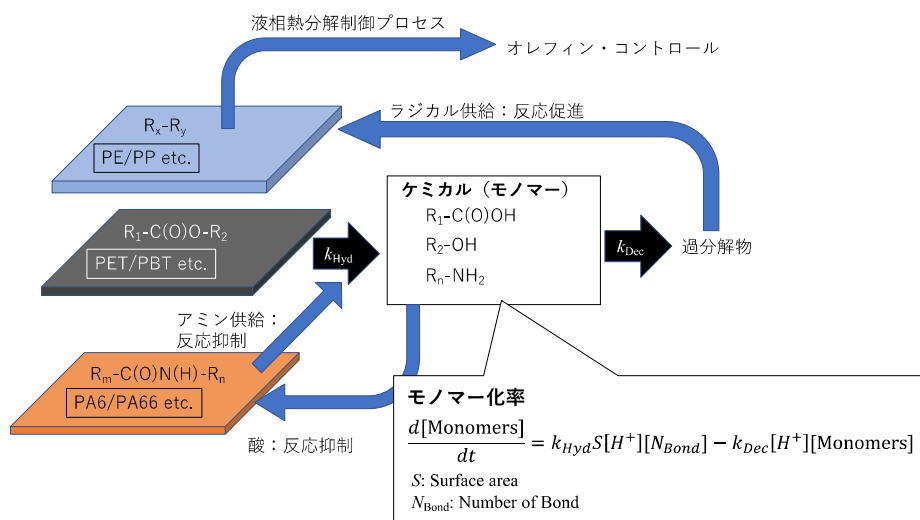 液相熱分解制御プロセス
オレフィン・コントロール
ラジカル供給：反応促進
Rx-Ry
PE/PP etc.
ケミカル（モノマー）
R1-C(O)OH
R2-OH
Rn-NH2
R1-C(O)O-R2
PET/PBT etc.
kHyd
kDec
過分解物
アミン供給：
反応抑制
Rm-C(O)N(H)-Rn
PA6/PA66 etc.
酸：反応抑制
モノマー化率
d[Monomers]/dt = kHydS[H+][NBond] − kDec[H+][Monomers]
S: Surface area
NBond: Number of Bond